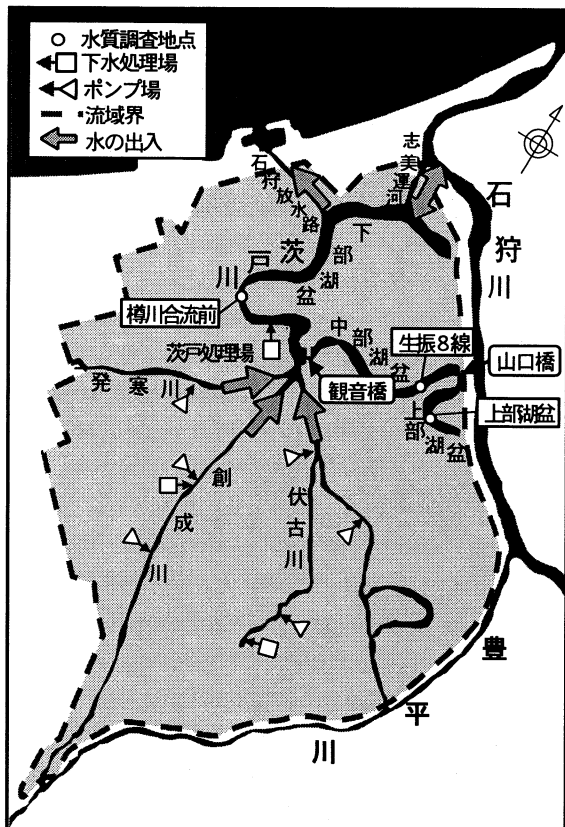 水質調査地点
下水処理場
ポンプ場
流域界
水の出入
志美運河
石狩放水路
石狩川
茨戸川
下部湖盆
樽川合流前
中部湖盆
生振8線
茨戸処理場
山口橋
発寒川
観音橋
上部湖盆
上部湖盆
創成川
伏古川
豊平川